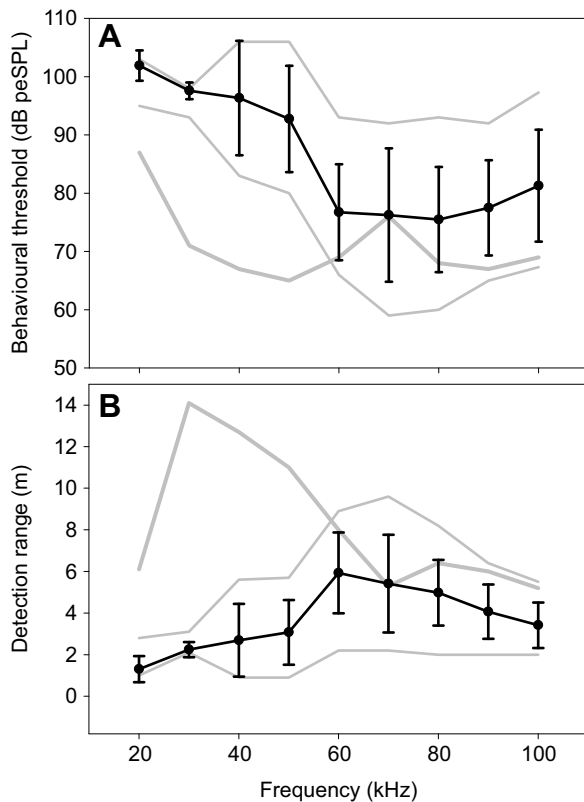 A
Behavioural threshold (dB peSPL)
110
100
90
80
70
60
50
B
Detection range (m)
14
12
10
8
6
4
2
0
20 40 60 80 100
Frequency (kHz)